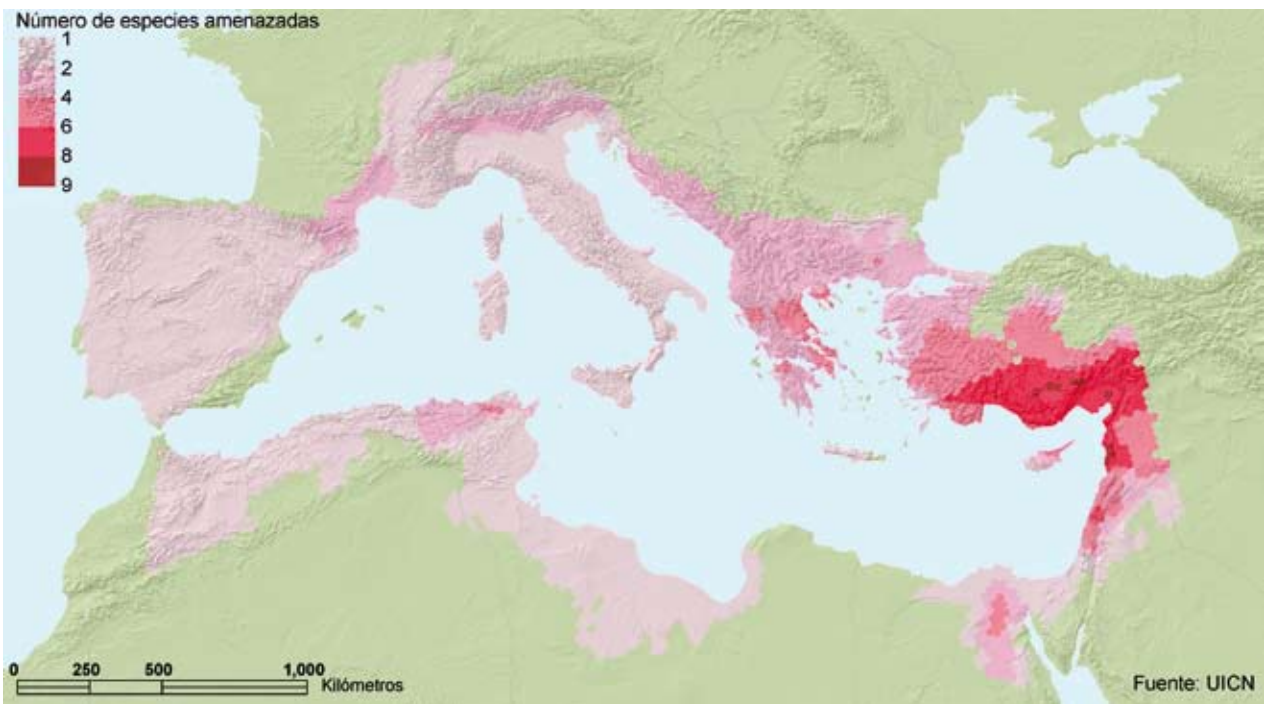 Número de especies amenazadas
1
2
4
6
8
9
0 250 500 1,000
Kilómetros
Fuente: UICN